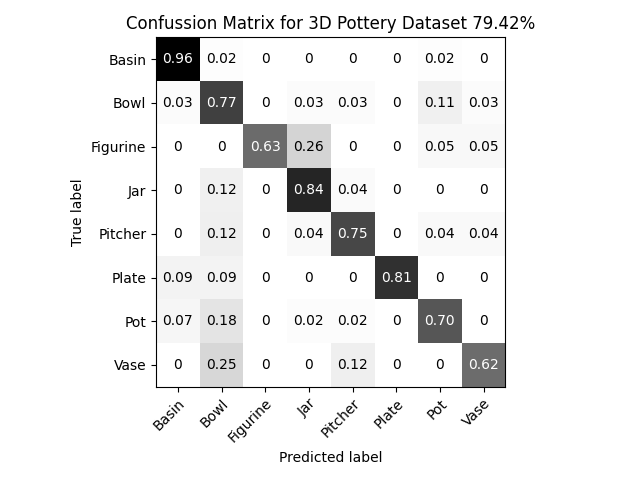 Confussion Matrix for 3D Pottery Dataset 79.42%
Basin 0.96 0.02 0 0 0 0 0.02 0
Bowl 0.03 0.77 0 0.03 0.03 0 0.11 0.03
Figurine 0 0 0.63 0.26 0 0 0.05 0.05
Jar 0 0.12 0 0.84 0.04 0 0 0
Pitcher 0 0.12 0 0.04 0.75 0 0.04 0.04
Plate 0.09 0.09 0 0 0 0.81 0 0
Pot 0.07 0.18 0 0.02 0.02 0 0.70 0
Vase 0 0.25 0 0 0.12 0 0 0.62
True label
Basin Bowl Figurine Jar Pitcher Plate Pot Vase
Predicted label